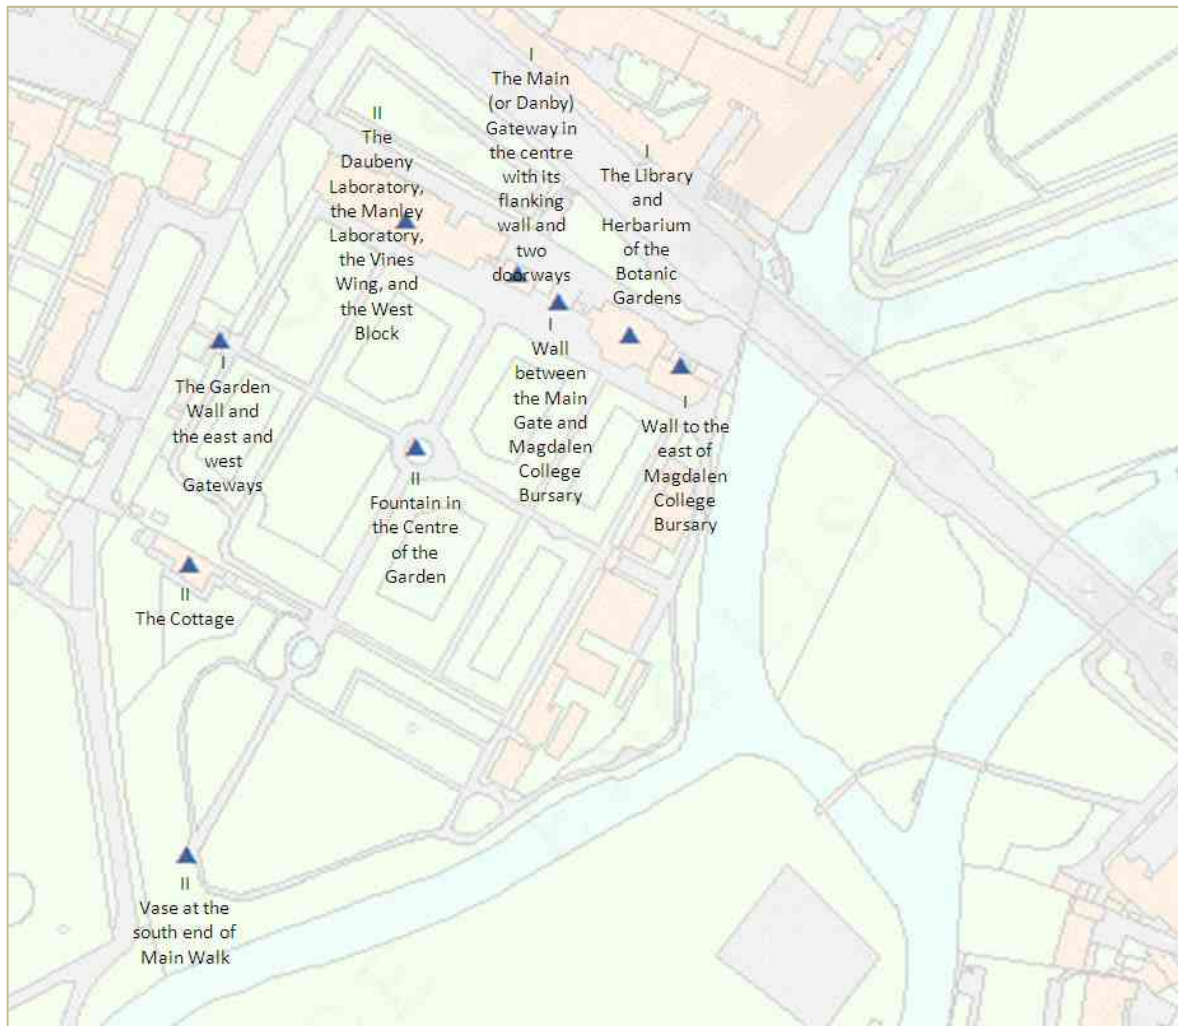 I
The Main
(or Danby)
Gateway in
the centre
with its
flanking
wall and
two
doorways
II
The
Daubeny
Laboratory,
the Manley
Laboratory,
the Vines
Wing, and
the West
Block
I
The Library
and
Herbarium
of the
Botanic
Gardens
I
The Garden
Wall and
the east and
west
Gateways
I
Wall
between
the Main
Gate and
Magdalen
College
Bursary
I
Wall to the
east of
Magdalen
College
Bursary
II
Fountain in
the Centre
of the
Garden
II
The Cottage
II
Vase at the
south end of
Main Walk